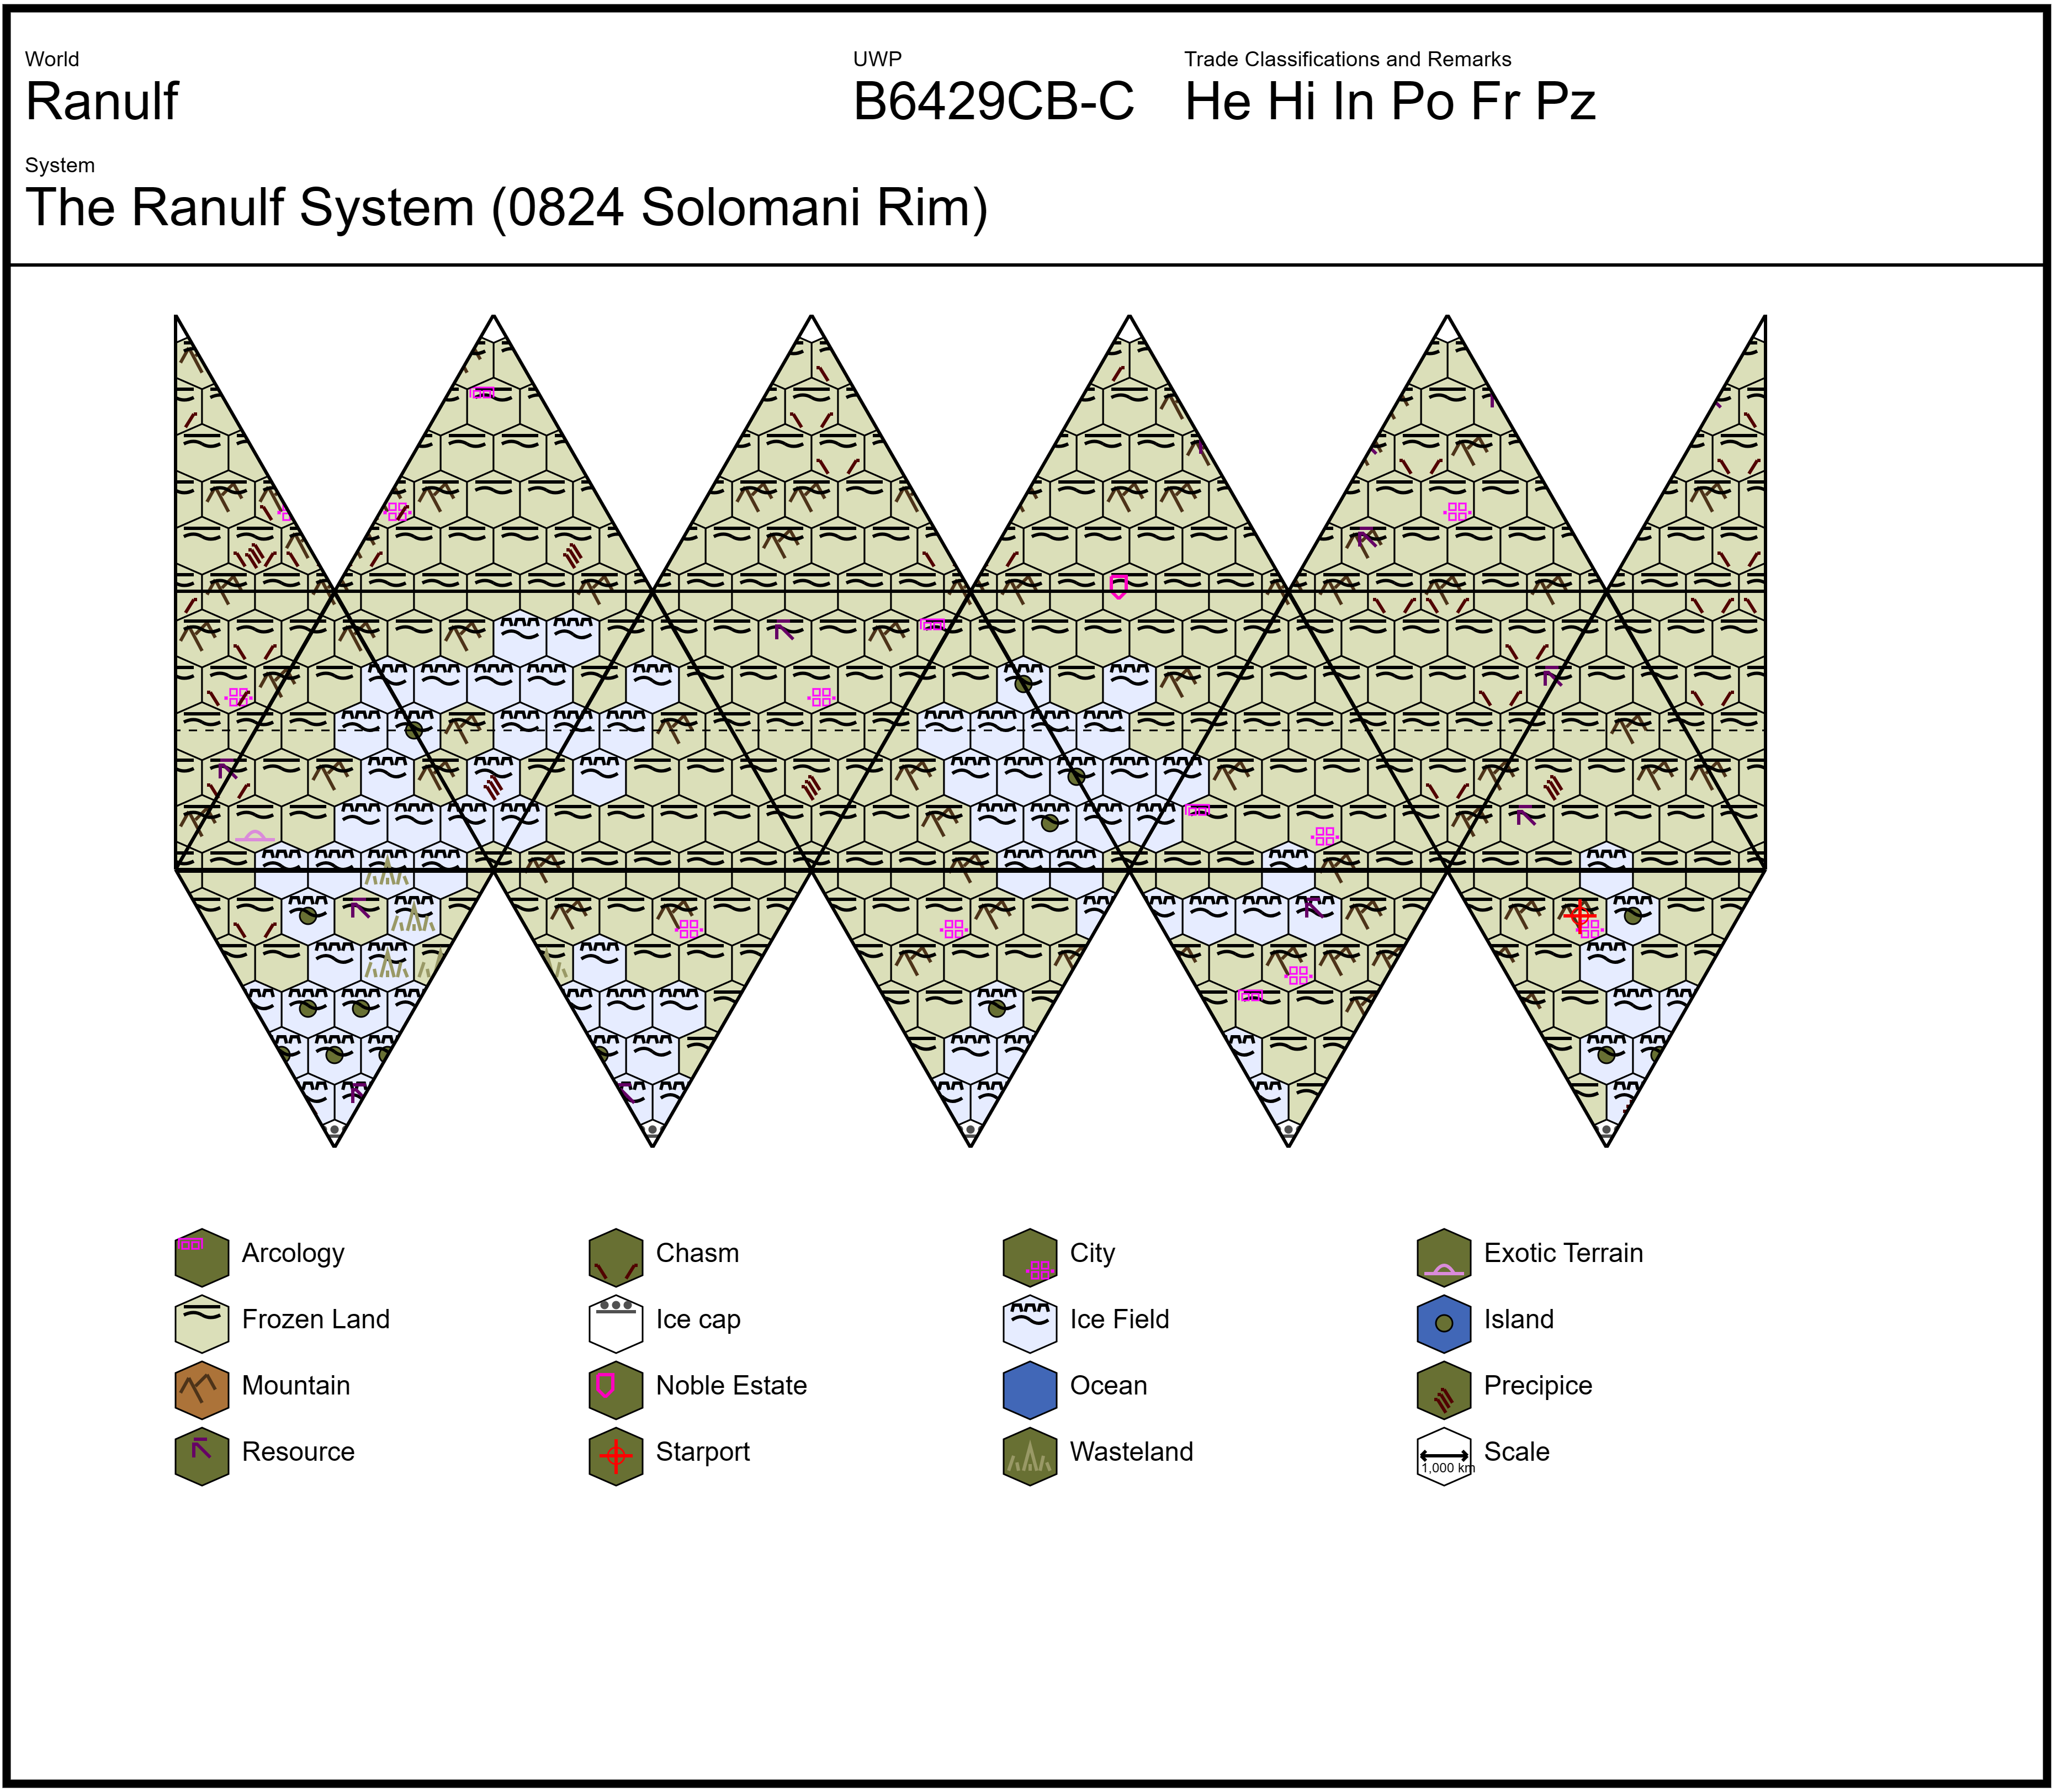 World
UWP
Trade Classifications and Remarks
Ranulf
B6429CB-C
He Hi In Po Fr Pz
System
The Ranulf System (0824 Solomani Rim)
Arcology
Chasm
City
Exotic Terrain
Frozen Land
Ice cap
Ice Field
Island
Mountain
Noble Estate
Ocean
Precipice
Resource
Starport
Wasteland
1,000 km
Scale